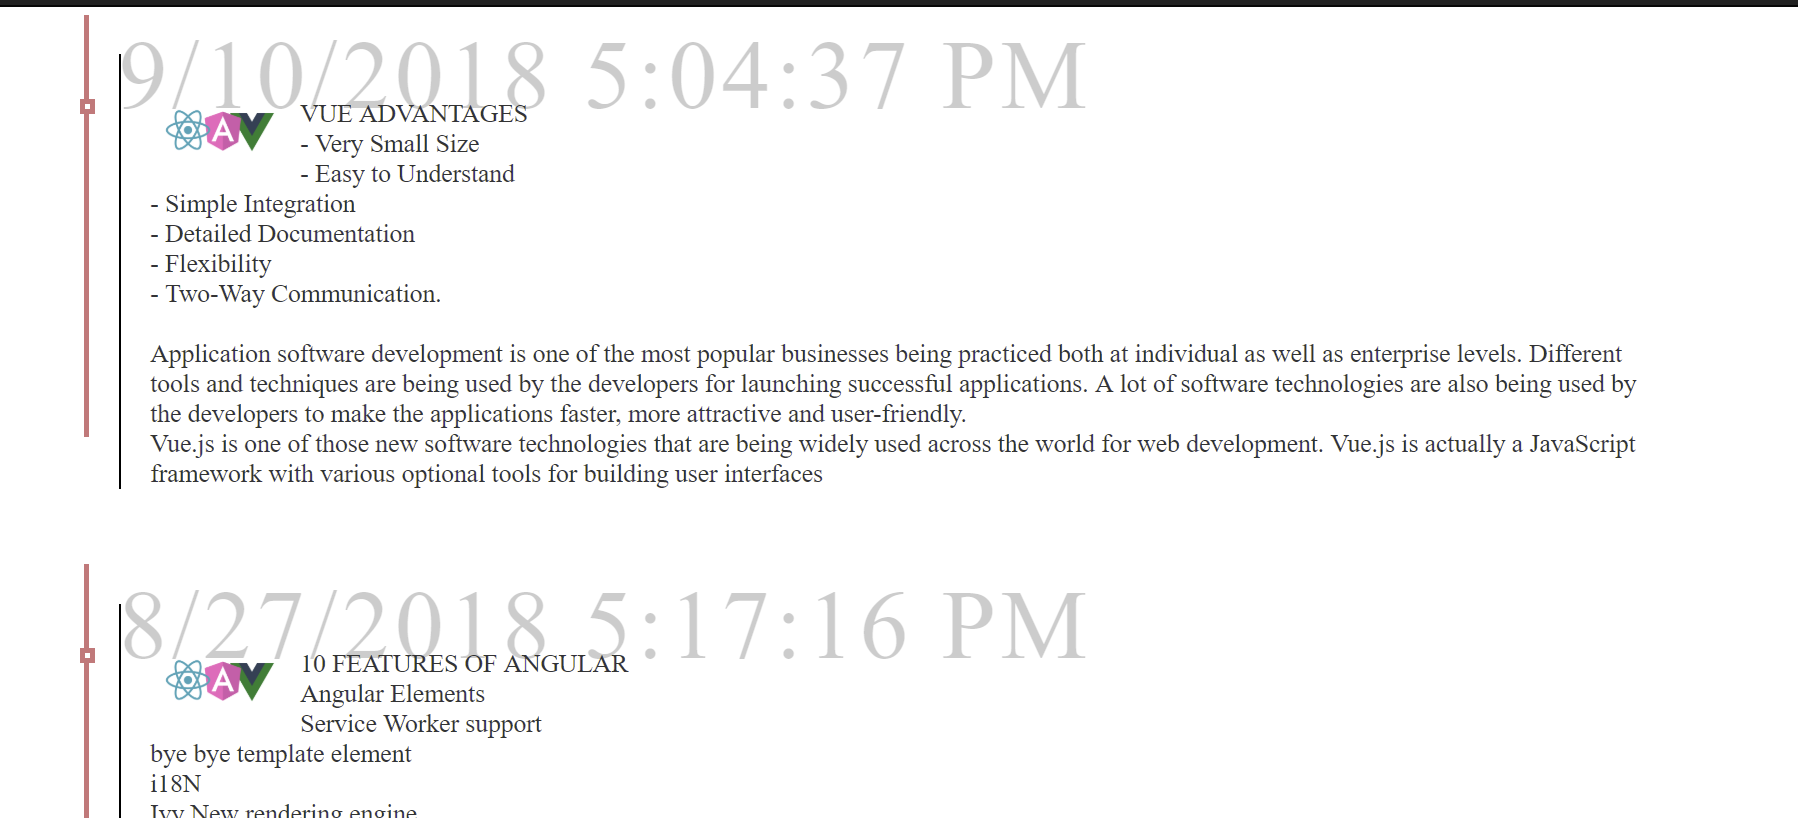 9/10/2018 5:04:37 PM
A
VUE ADVANTAGES
- Very Small Size
- Easy to Understand
- Simple Integration
- Detailed Documentation
- Flexibility
- Two-Way Communication.
Application software development is one of the most popular businesses being practiced both at individual as well as enterprise levels. Different
tools and techniques are being used by the developers for launching successful applications. A lot of software technologies are also being used by
the developers to make the applications faster, more attractive and user-friendly.
Vue.js is one of those new software technologies that are being widely used across the world for web development. Vue.js is actually a JavaScript
framework with various optional tools for building user interfaces
8/27/2018 5:17:16 PM
A
10 FEATURES OF ANGULAR
Angular Elements
Service Worker support
bye bye template element
i18N
Ivy New rendering engine